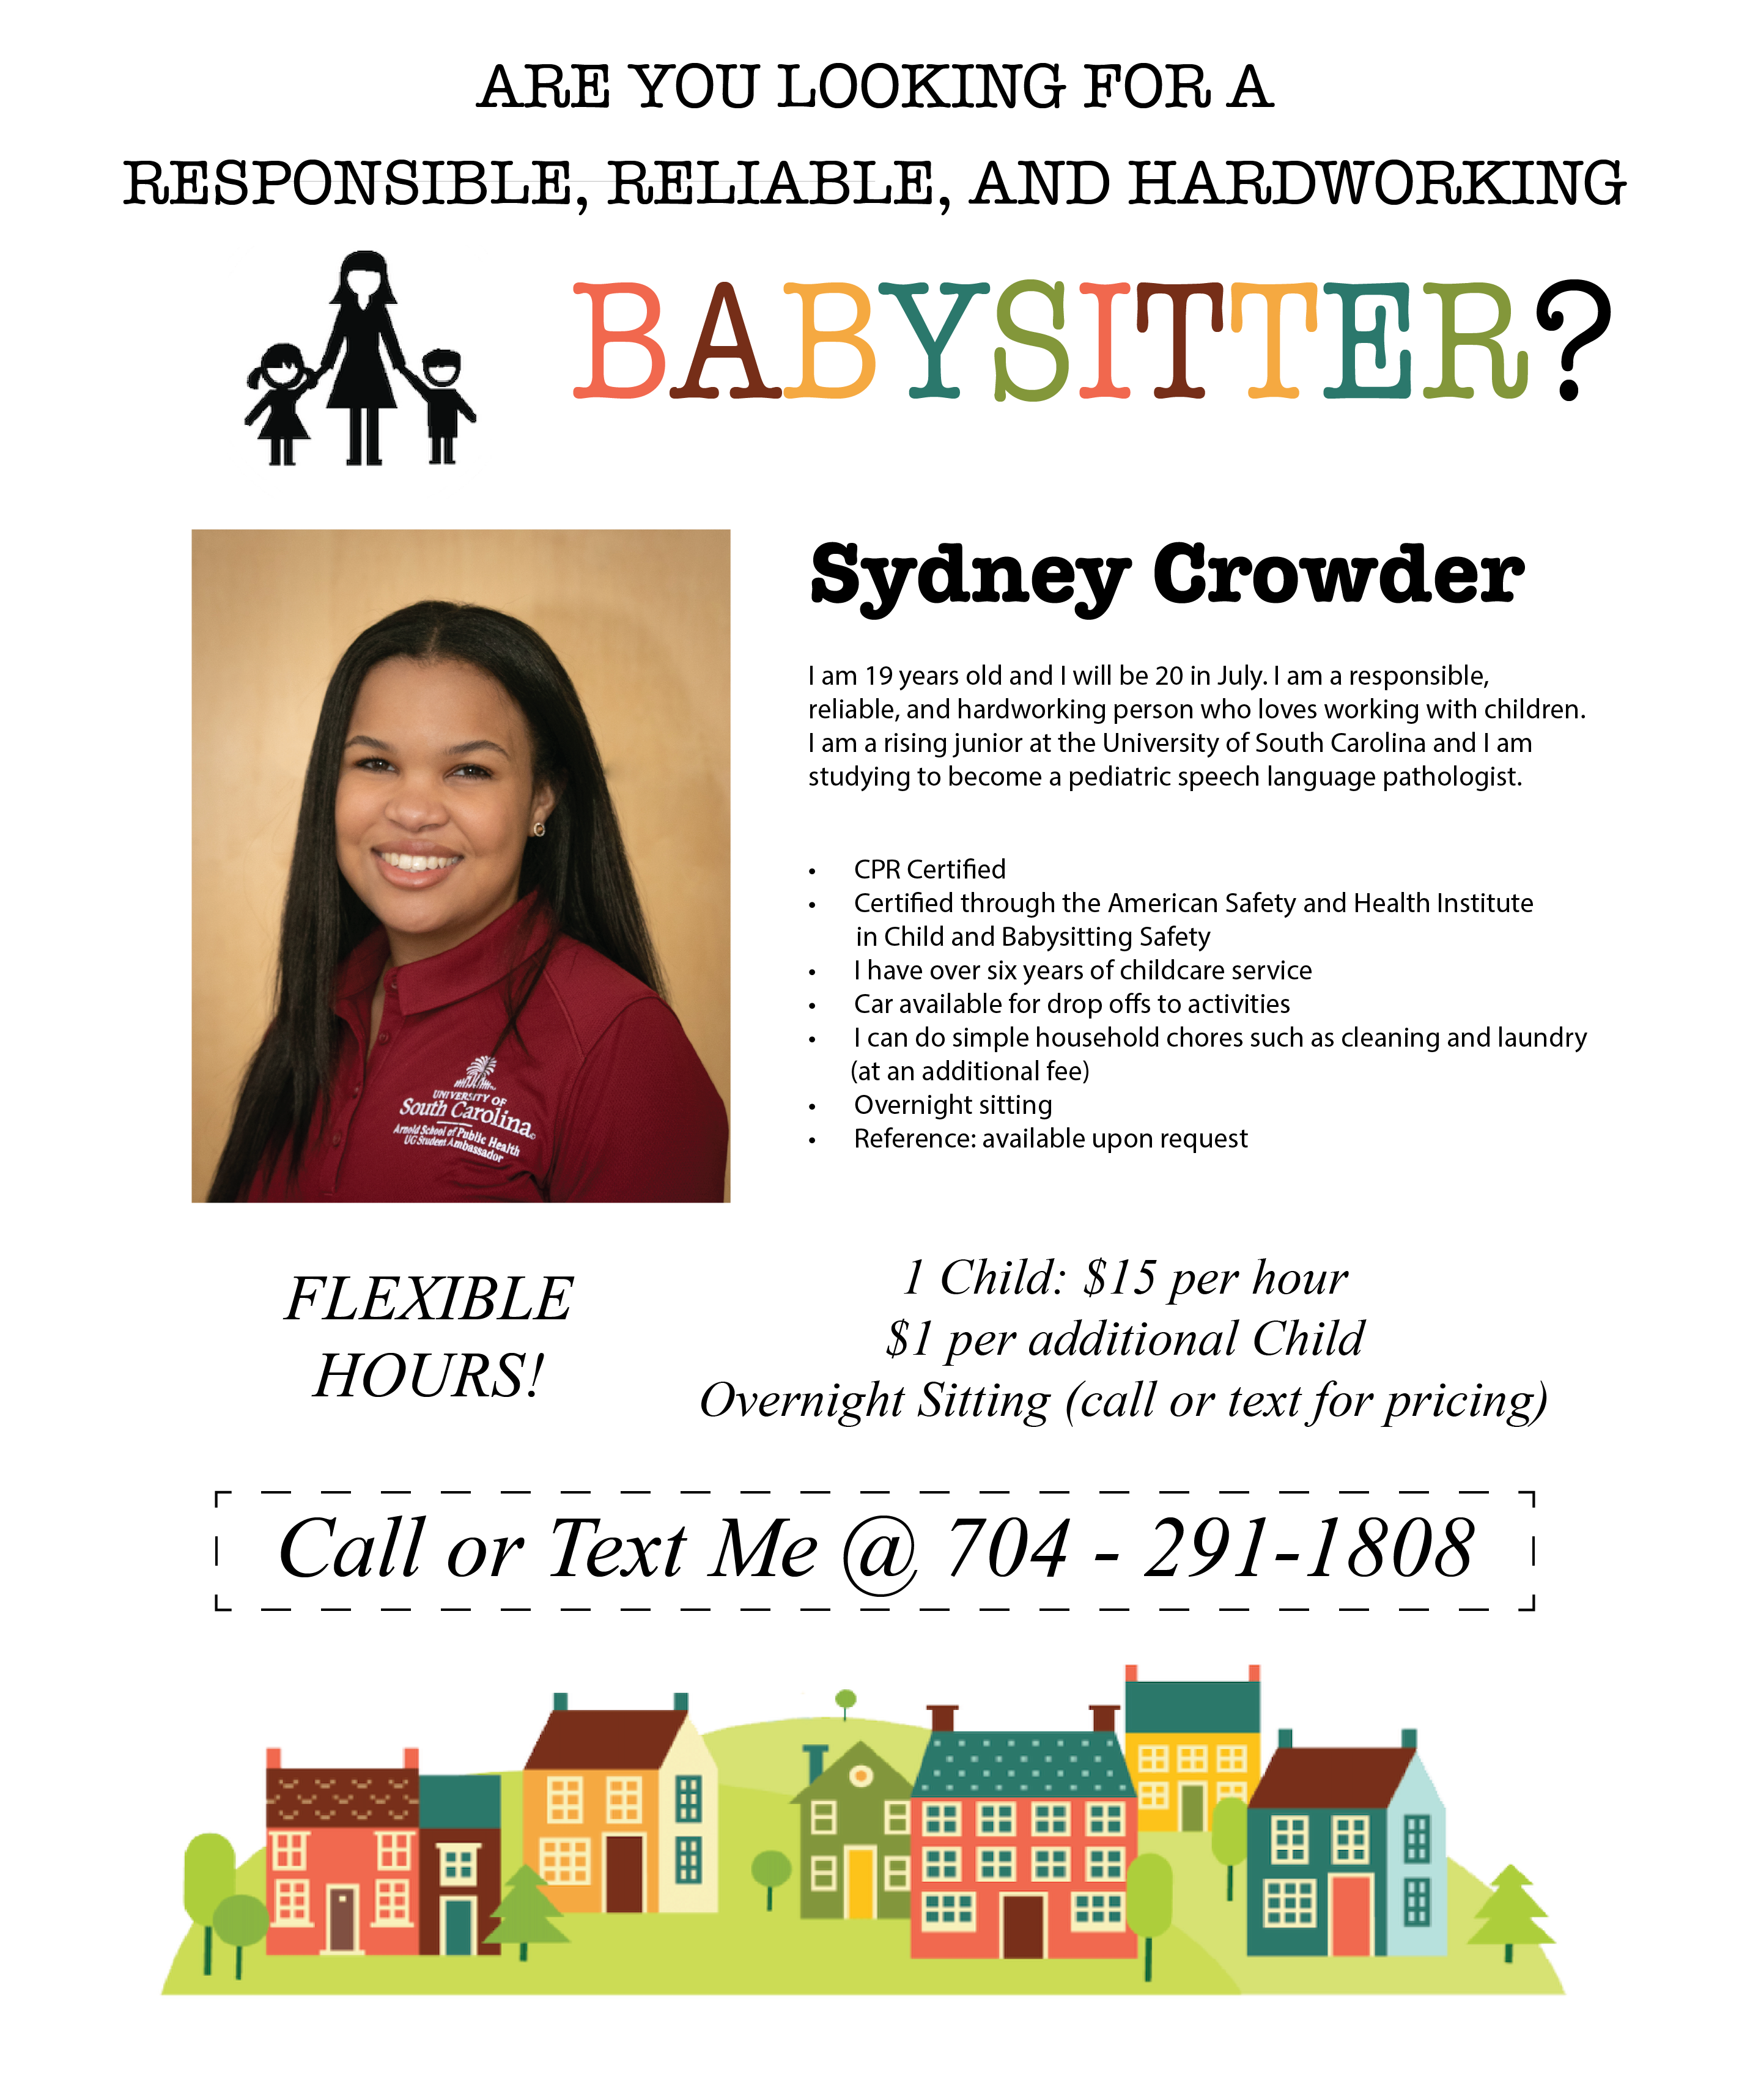 ARE YOU LOOKING FOR A
RESPONSIBLE, RELIABLE, AND HARDWORKING
BABYSITTER?
Sydney Crowder
I am 19 years old and I will be 20 in July. I am a responsible,
reliable, and hardworking person who loves working with children.
I am a rising junior at the University of South Carolina and I am
studying to become a pediatric speech language pathologist.
• CPR Certified
• Certified through the American Safety and Health Institute
in Child and Babysitting Safety
• I have over six years of childcare service
• Car available for drop offs to activities
• I can do simple household chores such as cleaning and laundry
(at an additional fee)
• Overnight sitting
• Reference: available upon request
UNIVERSITY OF
South Carolina
Arnold School of Public Health
UG Student Ambassador
FLEXIBLE
HOURS!
1 Child: $15 per hour
$1 per additional Child
Overnight Sitting (call or text for pricing)
Call or Text Me @ 704 - 291-1808